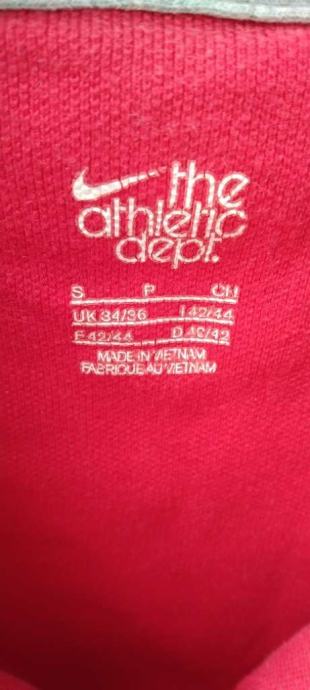 the
athletic
dept.
S P CH
UK 34/36 I 42/44
F 42/44 D 40/42
MADE IN VIETNAM
FABRIQUE AU VIETNAM